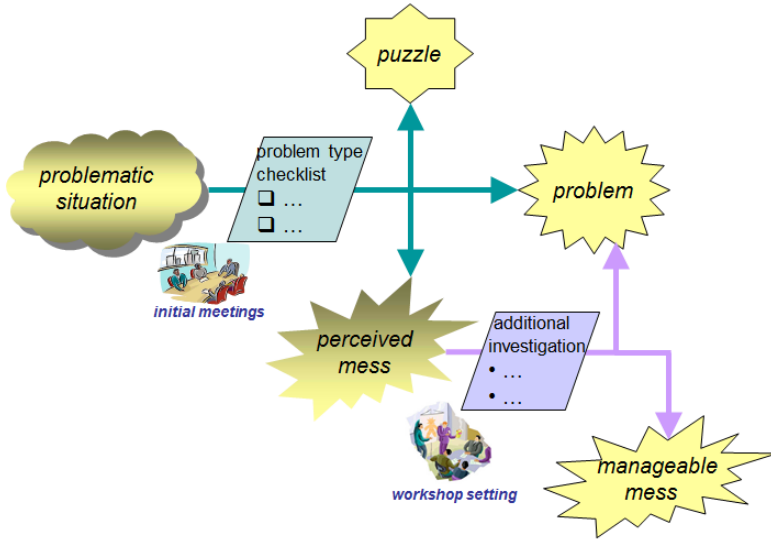 puzzle
problematic
situation
problem type
checklist
❑ …
❑ …
problem
initial meetings
perceived
mess
additional
investigation
• …
• …
workshop setting
manageable
mess